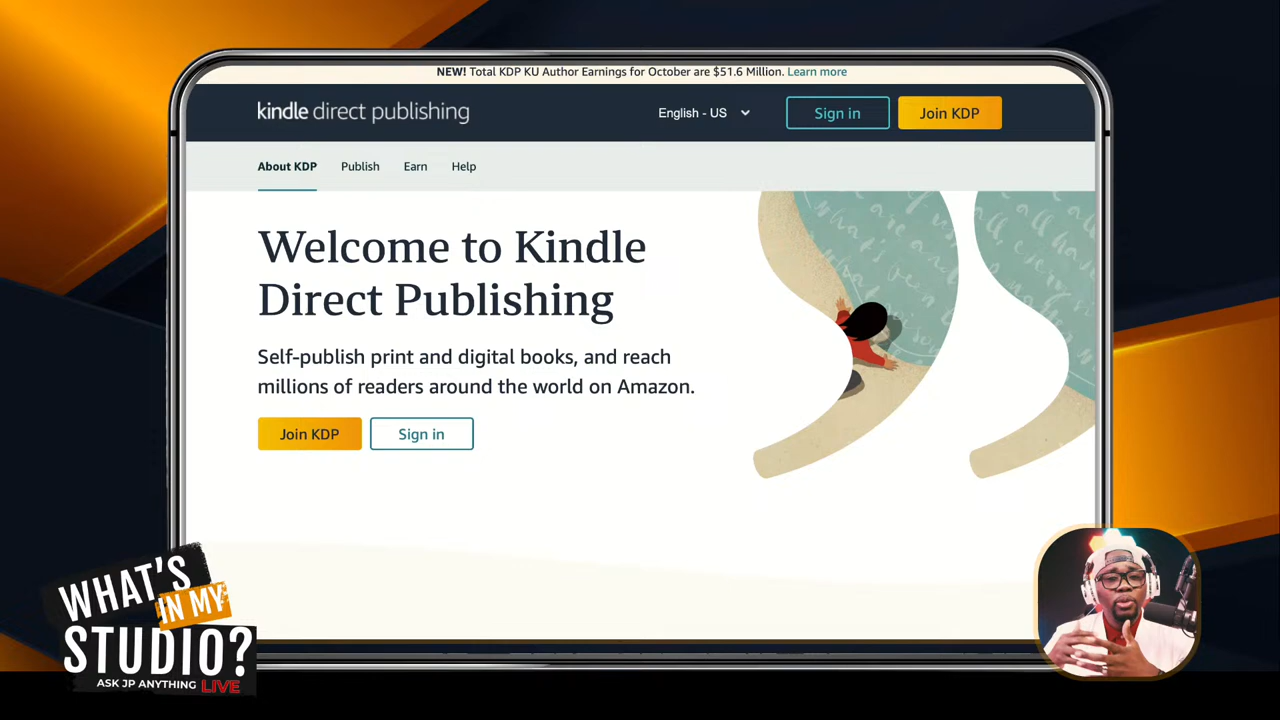 NEW! Total KDP KU Author Earnings for October are $51.6 Million. Learn more
kindle direct publishing
English - US
Sign in
Join KDP
About KDP
Publish
Earn
Help
Welcome to Kindle
Direct Publishing
Self-publish print and digital books, and reach
millions of readers around the world on Amazon.
Join KDP
Sign in
WHAT'S
IN MY
STUDIO?
ASK JP ANYTHING LIVE